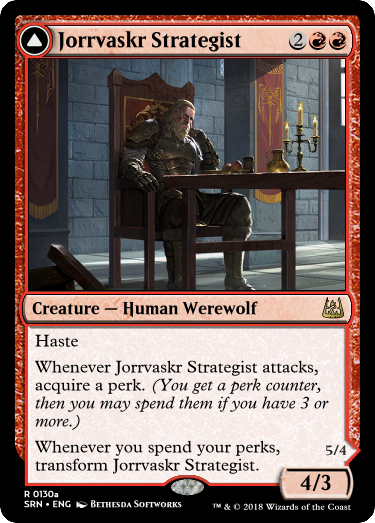 Jorrvaskr Strategist 2
Creature — Human Werewolf
Haste
Whenever Jorrvaskr Strategist attacks,
acquire a perk. (You get a perk counter,
then you may spend them if you have 3 or
more.)
Whenever you spend your perks,
transform Jorrvaskr Strategist.
5/4
4/3
R 0130a
SRN • ENG BETHESDA SOFTWORKS
™ & © 2018 Wizards of the Coast